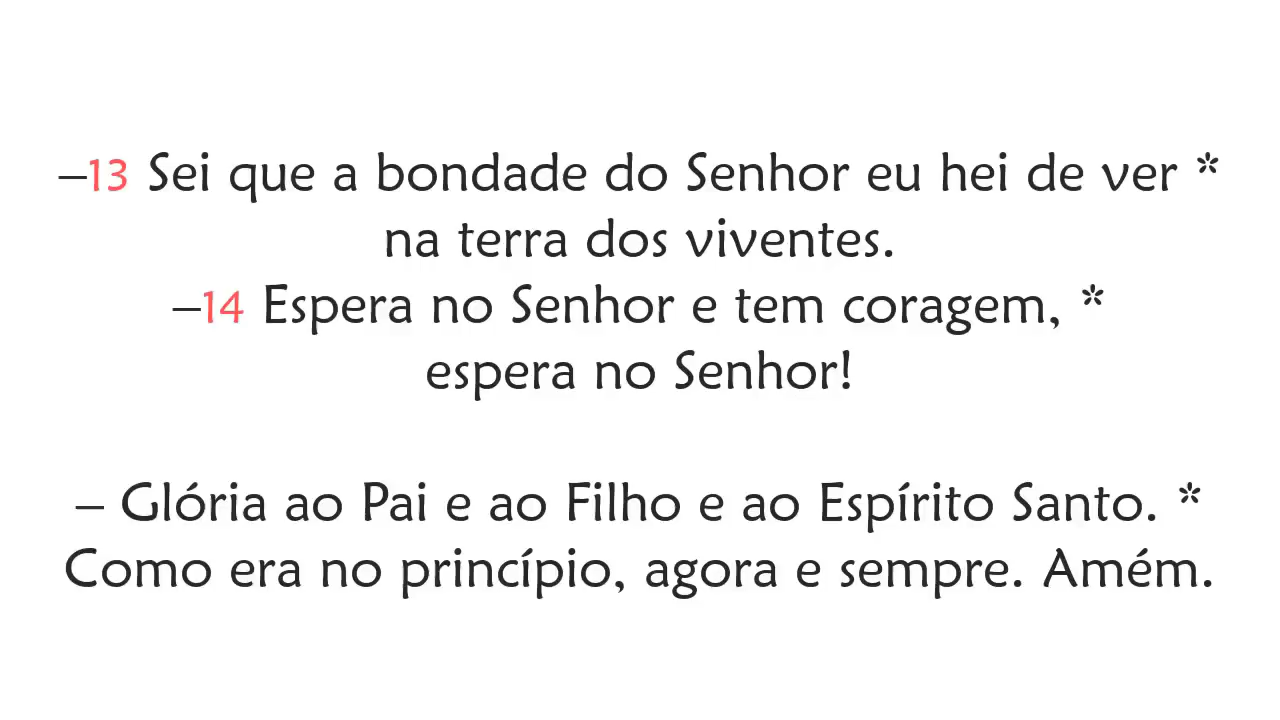 –13 Sei que a bondade do Senhor eu hei de ver *
na terra dos viventes.
–14 Espera no Senhor e tem coragem, *
espera no Senhor!
– Glória ao Pai e ao Filho e ao Espírito Santo. *
Como era no princípio, agora e sempre. Amém.